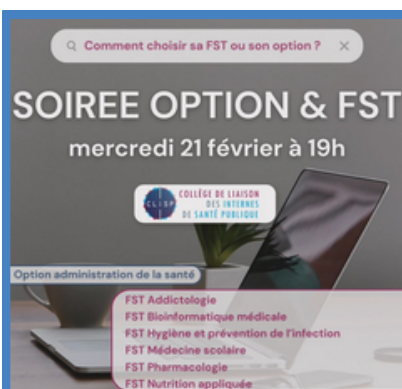 Comment choisir sa FST ou son option ?
SOIREE OPTION & FST
mercredi 21 février à 19h
CLISP
COLLÉGE DE LIAISON
DES INTERNES
DE SANTÉ PUBLIQUE
Option administration de la santé
FST Addictologie
FST Bioinformatique médicale
FST Hygiène et prévention de l'infection
FST Médecine scolaire
FST Pharmacologie
FST Nutrition appliquée